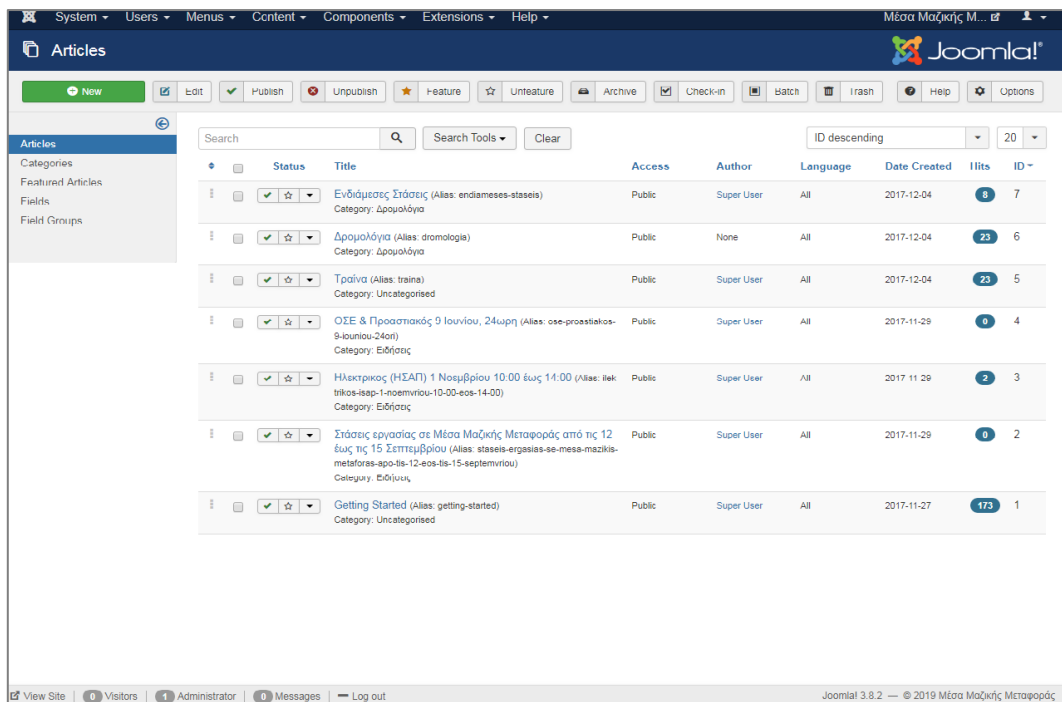 System Users Menus Content Components Extensions Help Μέσα Μαζικής Μ...
Articles Joomla!®
New Edit Publish Unpublish Feature Unfeature Archive Check-in Batch Trash Help Options
Articles
Categories
Featured Articles
Fields
Field Groups
Search Search Tools Clear ID descending 20
Status Title Access Author Language Date Created Hits ID
Ενδιάμεσες Στάσεις (Alias: endiameses-staseis) Public Super User All 2017-12-04 8 7
Category: Δρομολόγια
Δρομολόγια (Alias: dromologia) Public None All 2017-12-04 23 6
Category: Δρομολόγια
Τραίνα (Alias: traina) Public Super User All 2017-12-04 23 5
Category: Uncategorised
ΟΣΕ & Προαστιακός 9 Ιουνίου, 24ωρη (Alias: ose-proastiakos- Public Super User All 2017-11-29 0 4
9-iouniou-24ori)
Category: Ειδήσεις
Ηλεκτρικος (ΗΣΑΠ) 1 Νοεμβρίου 10:00 έως 14:00 (Alias: ilek Public Super User All 2017 11 29 2 3
trikos-isap-1-noemvriou-10-00-eos-14-00)
Category: Ειδήσεις
Στάσεις εργασίας σε Μέσα Μαζικής Μεταφοράς από τις 12 Public Super User All 2017-11-29 0 2
έως τις 15 Σεπτεμβρίου (Alias: staseis-ergasias-se-mesa-mazikis-
metaforas-apo-tis-12-eos-tis-15-septemvriou)
Category: Ειδήσεις
Getting Started (Alias: getting-started) Public Super User All 2017-11-27 173 1
Category: Uncategorised
View Site 0 Visitors 1 Administrator 0 Messages Log out Joomla! 3.8.2 — © 2019 Μέσα Μαζικής Μεταφοράς